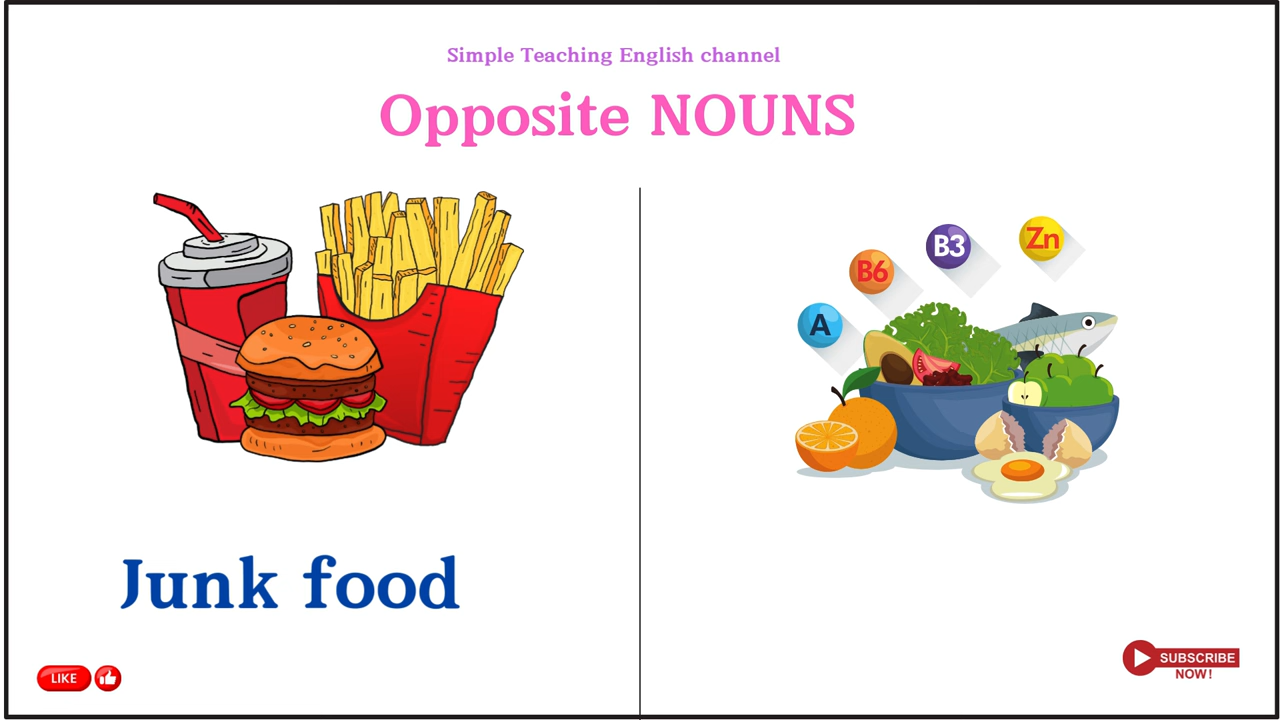 Simple Teaching English channel
Opposite NOUNS
B3
Zn
B6
A
Junk food
LIKE
SUBSCRIBE
NOW!